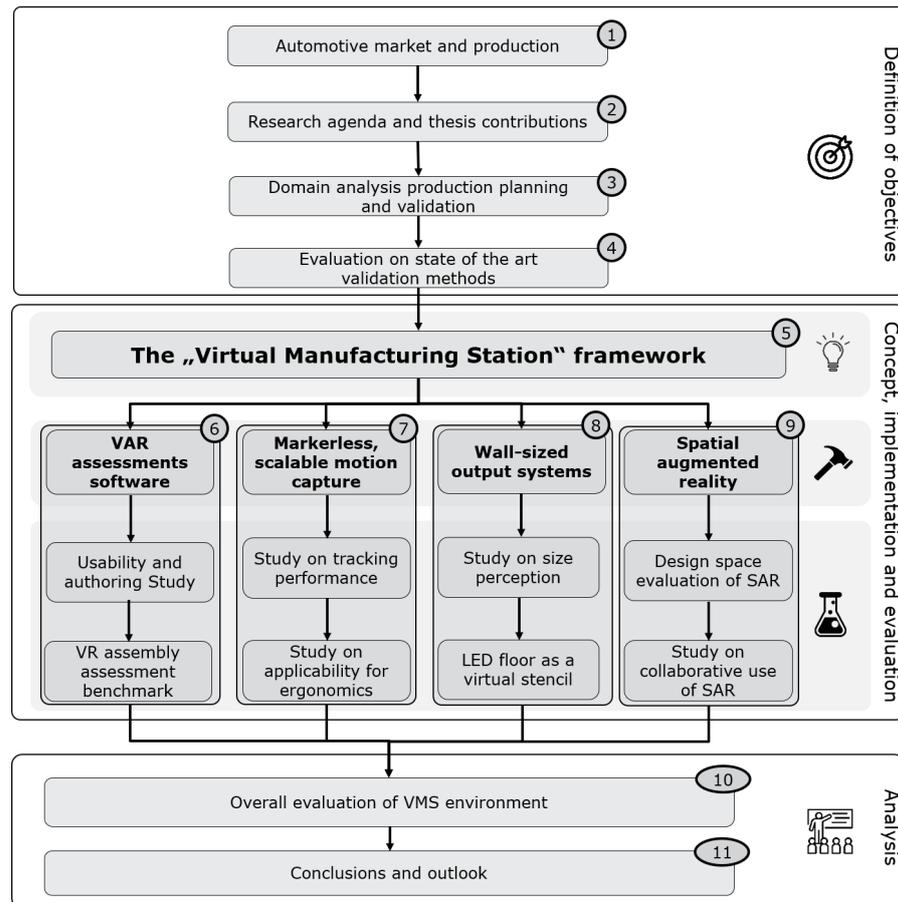 1
Automotive market and production
2
Research agenda and thesis contributions
3
Domain analysis production planning
and validation
4
Evaluation on state of the art
validation methods
Definition of objectives
5
The „Virtual Manufacturing Station“ framework
6
VAR
assessments
software
Usability and
authoring Study
VR assembly
assessment
benchmark
7
Markerless,
scalable motion
capture
Study on tracking
performance
Study on
applicability for
ergonomics
8
Wall-sized
output systems
Study on size
perception
LED floor as a
virtual stencil
9
Spatial
augmented
reality
Design space
evaluation of SAR
Study on
collaborative use
of SAR
Concept, implementation and evaluation
10
Overall evaluation of VMS environment
11
Conclusions and outlook
Analysis